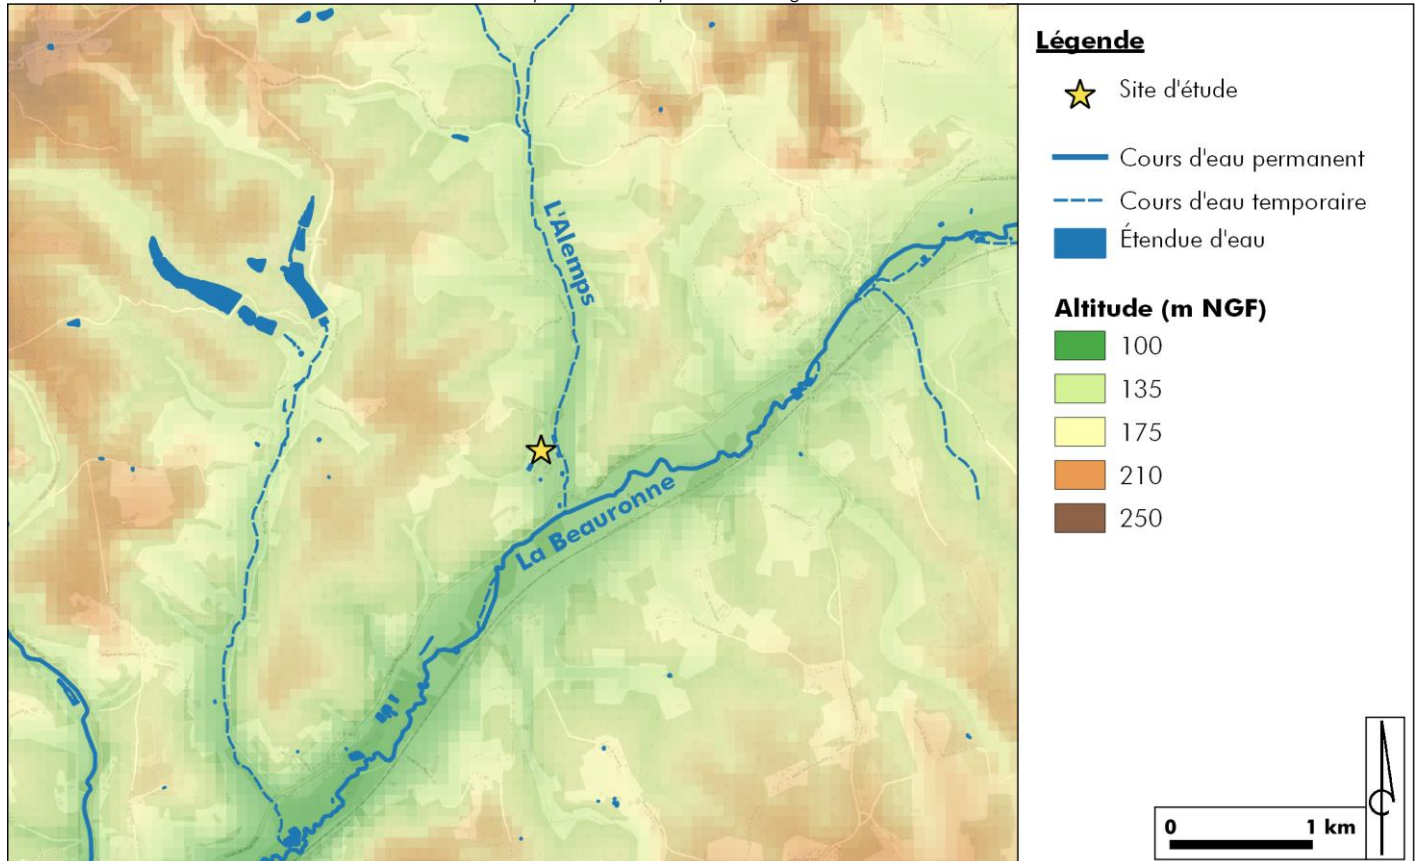 Légende
Site d'étude
Cours d'eau permanent
Cours d'eau temporaire
Étendue d'eau
Altitude (m NGF)
100
135
175
210
250
L'Alemps
La Beauronne
0 1 km